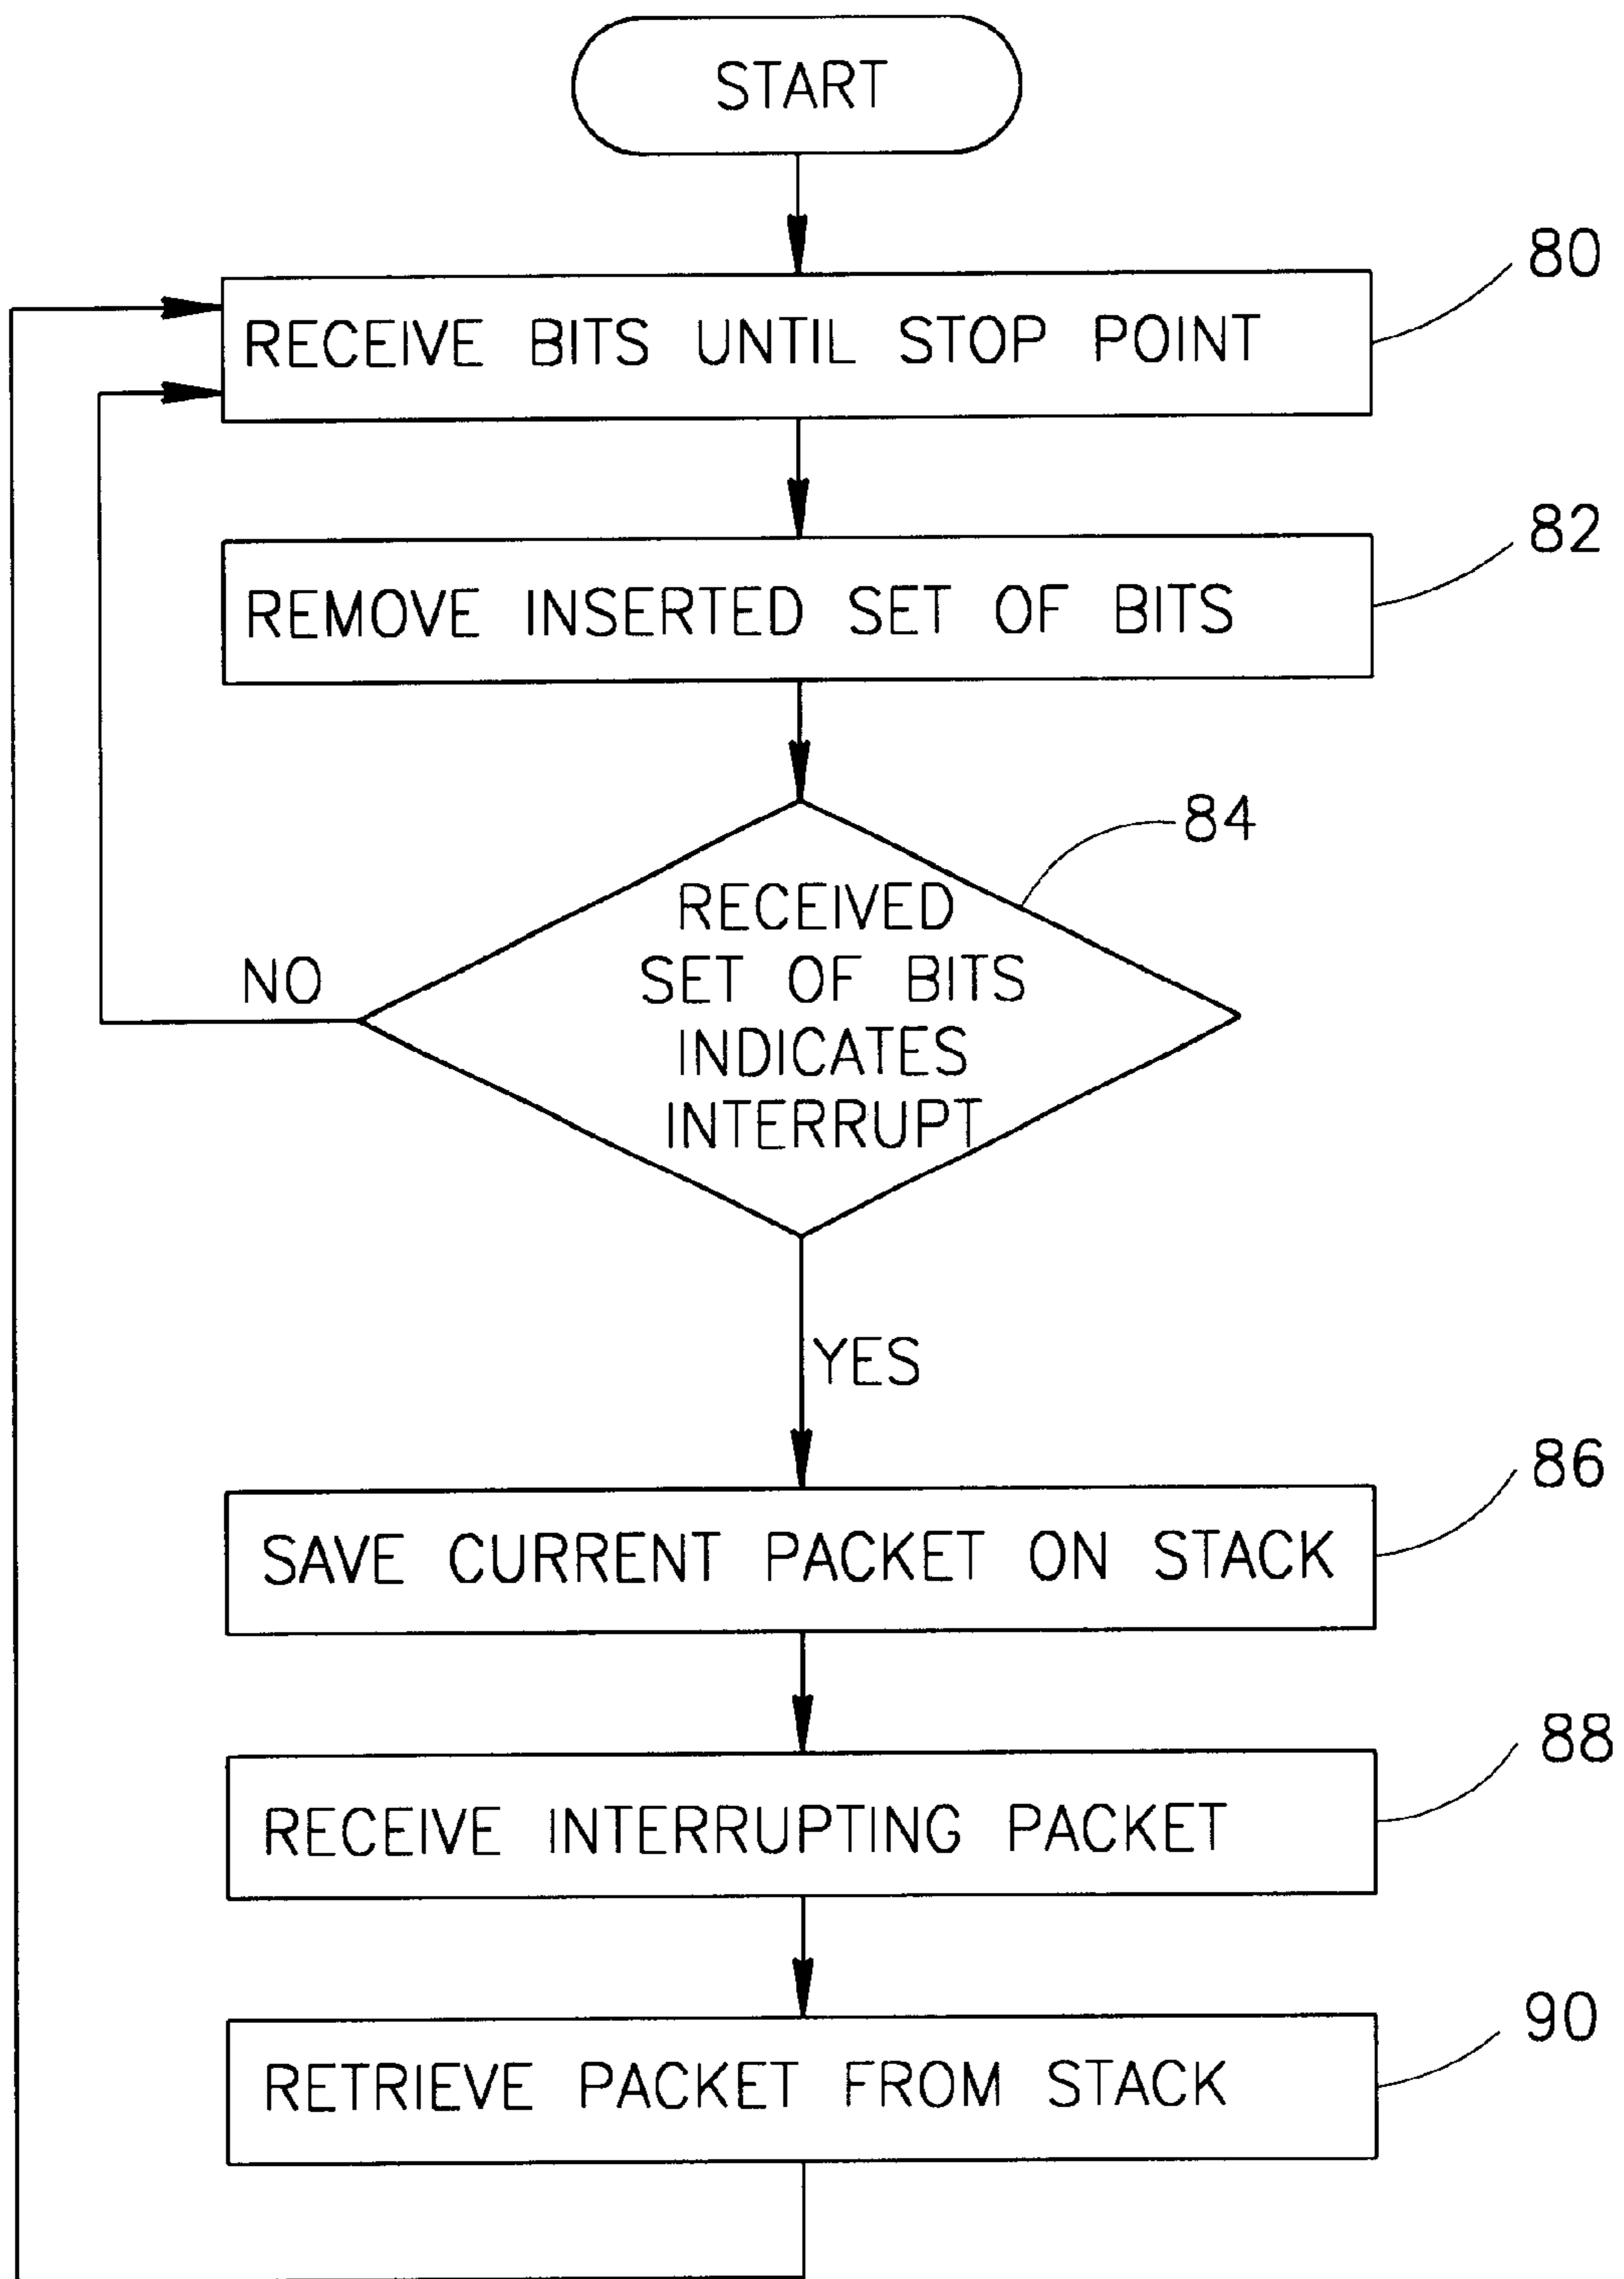 START
80
RECEIVE BITS UNTIL STOP POINT
82
REMOVE INSERTED SET OF BITS
84
RECEIVED
SET OF BITS
INDICATES
INTERRUPT
NO
YES
86
SAVE CURRENT PACKET ON STACK
88
RECEIVE INTERRUPTING PACKET
90
RETRIEVE PACKET FROM STACK